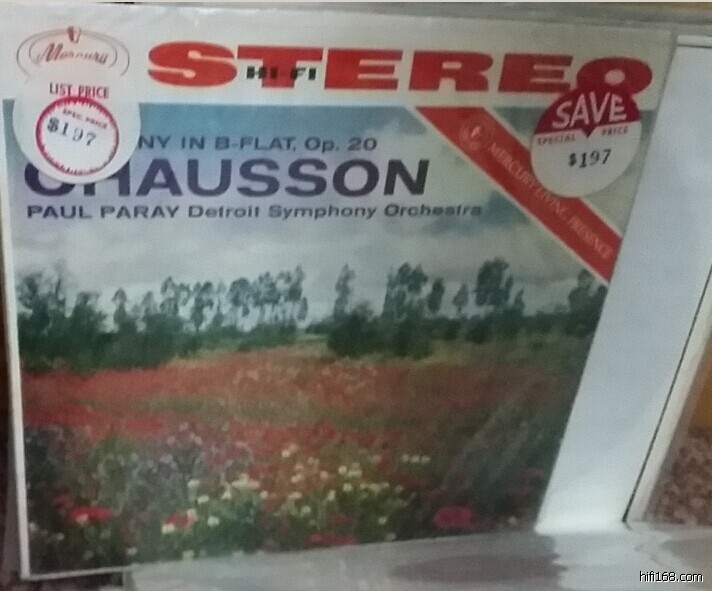 Mercury
STEREO
HI-FI
LIST PRICE
SPEC. PRICE
$197
SAVE
SPECIAL PRICE
$197
NY IN B-FLAT, Op. 20
CHAUSSON
PAUL PARAY Detroit Symphony Orchestra
MERCURY LIVING PRESENCE
hifi168.com